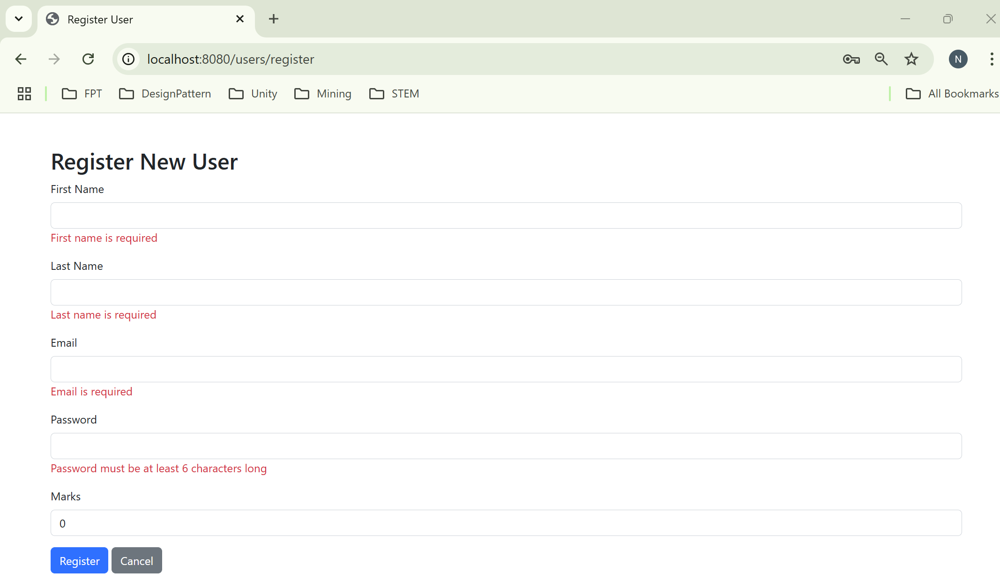 Register User
localhost:8080/users/register
N
FPT DesignPattern Unity Mining STEM All Bookmarks
Register New User
First Name
First name is required
Last Name
Last name is required
Email
Email is required
Password
Password must be at least 6 characters long
Marks
0
Register Cancel